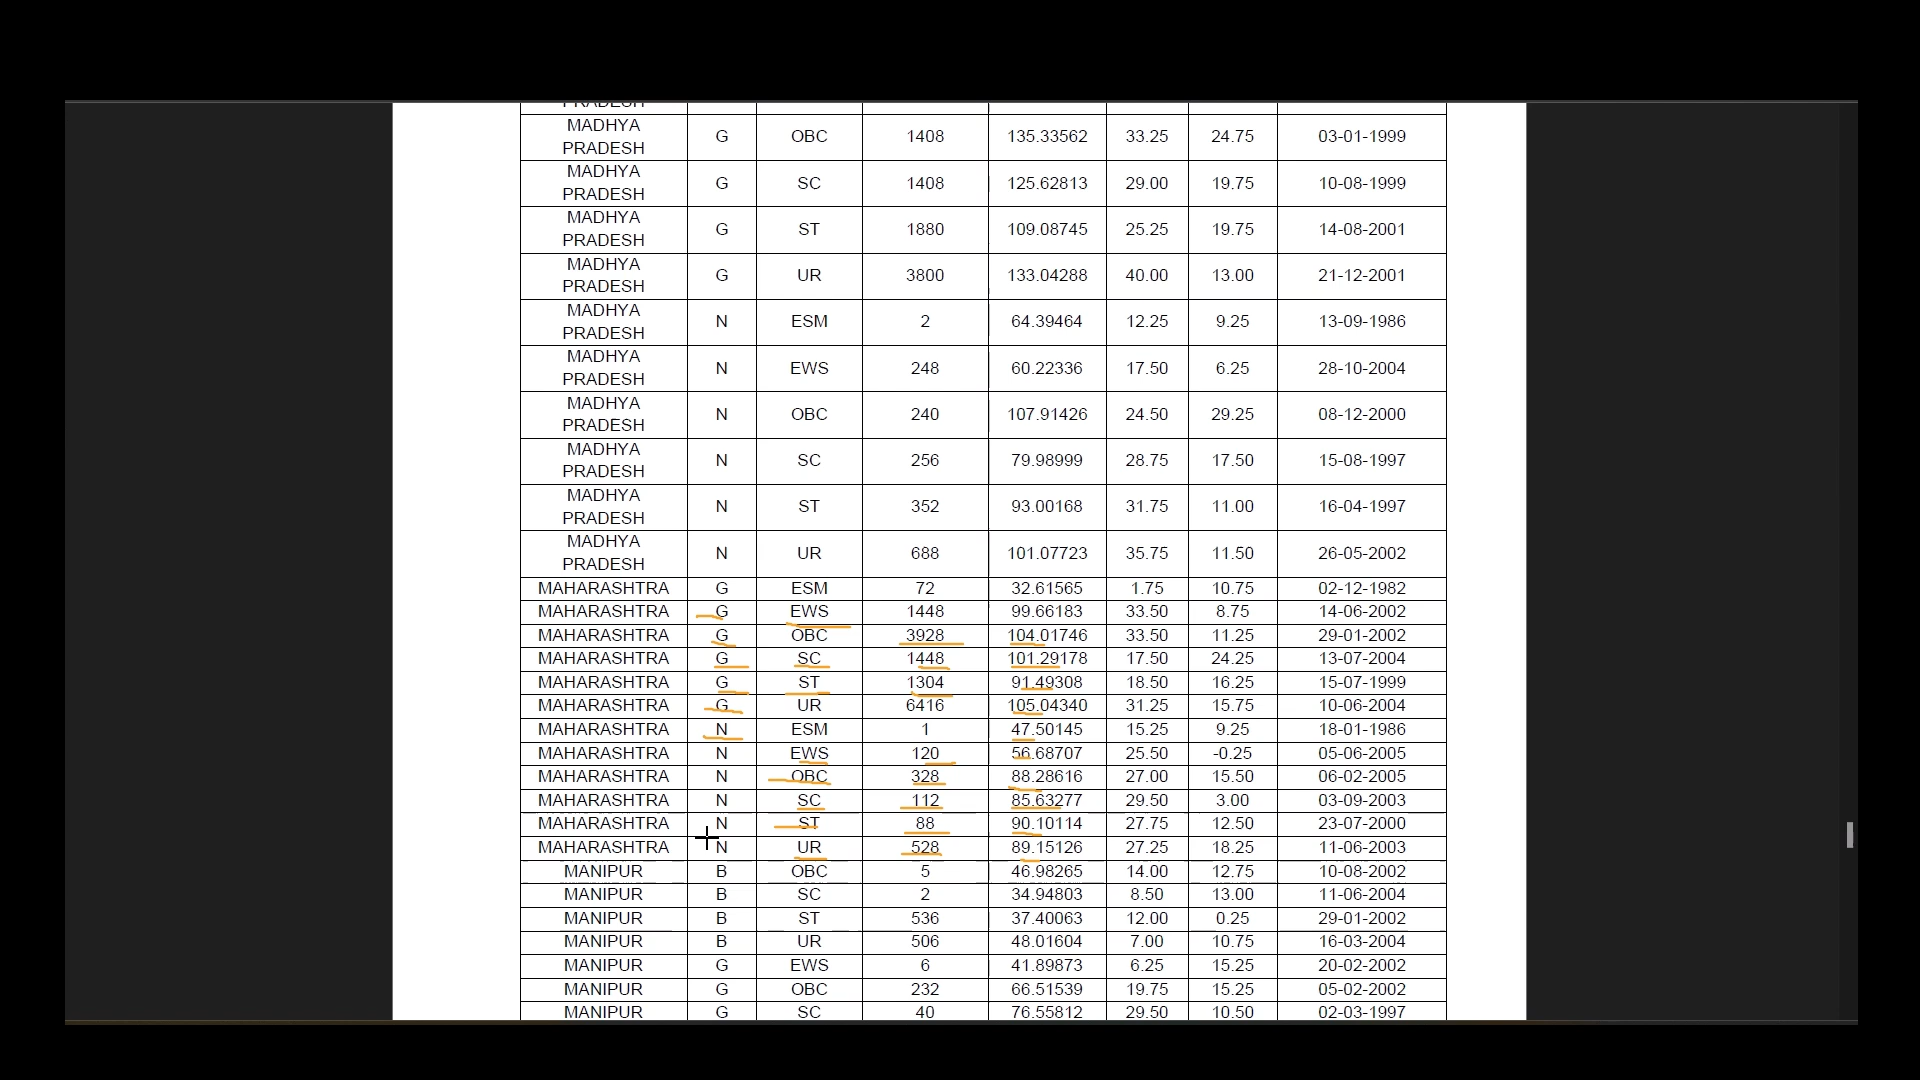 MADHYA PRADESH G OBC 1408 135.33562 33.25 24.75 03-01-1999
MADHYA PRADESH G SC 1408 125.62813 29.00 19.75 10-08-1999
MADHYA PRADESH G ST 1880 109.08745 25.25 19.75 14-08-2001
MADHYA PRADESH G UR 3800 133.04288 40.00 13.00 21-12-2001
MADHYA PRADESH N ESM 2 64.39464 12.25 9.25 13-09-1986
MADHYA PRADESH N EWS 248 60.22336 17.50 6.25 28-10-2004
MADHYA PRADESH N OBC 240 107.91426 24.50 29.25 08-12-2000
MADHYA PRADESH N SC 256 79.98999 28.75 17.50 15-08-1997
MADHYA PRADESH N ST 352 93.00168 31.75 11.00 16-04-1997
MADHYA PRADESH N UR 688 101.07723 35.75 11.50 26-05-2002
MAHARASHTRA G ESM 72 32.61565 1.75 10.75 02-12-1982
MAHARASHTRA G EWS 1448 99.66183 33.50 8.75 14-06-2002
MAHARASHTRA G OBC 3928 104.01746 33.50 11.25 29-01-2002
MAHARASHTRA G SC 1448 101.29178 17.50 24.25 13-07-2004
MAHARASHTRA G ST 1304 91.49308 18.50 16.25 15-07-1999
MAHARASHTRA G UR 6416 105.04340 31.25 15.75 10-06-2004
MAHARASHTRA N ESM 1 47.50145 15.25 9.25 18-01-1986
MAHARASHTRA N EWS 120 56.68707 25.50 -0.25 05-06-2005
MAHARASHTRA N OBC 328 88.28616 27.00 15.50 06-02-2005
MAHARASHTRA N SC 112 85.63277 29.50 3.00 03-09-2003
MAHARASHTRA N ST 88 90.10114 27.75 12.50 23-07-2000
MAHARASHTRA N UR 528 89.15126 27.25 18.25 11-06-2003
MANIPUR B OBC 5 46.98265 14.00 12.75 10-08-2002
MANIPUR B SC 2 34.94803 8.50 13.00 11-06-2004
MANIPUR B ST 536 37.40063 12.00 0.25 29-01-2002
MANIPUR B UR 506 48.01604 7.00 10.75 16-03-2004
MANIPUR G EWS 6 41.89873 6.25 15.25 20-02-2002
MANIPUR G OBC 232 66.51539 19.75 15.25 05-02-2002
MANIPUR G SC 40 76.55812 29.50 10.50 02-03-1997